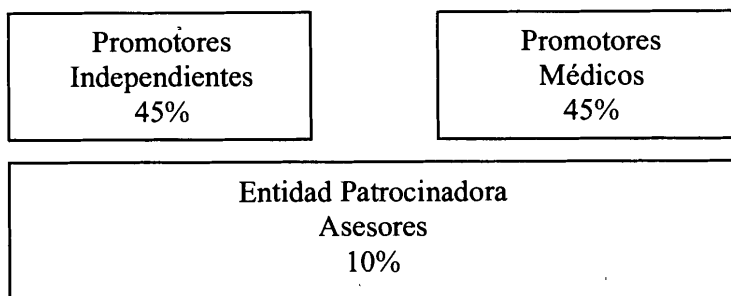 Promotores
Independientes
45%
Promotores
Médicos
45%
Entidad Patrocinadora
Asesores
10%